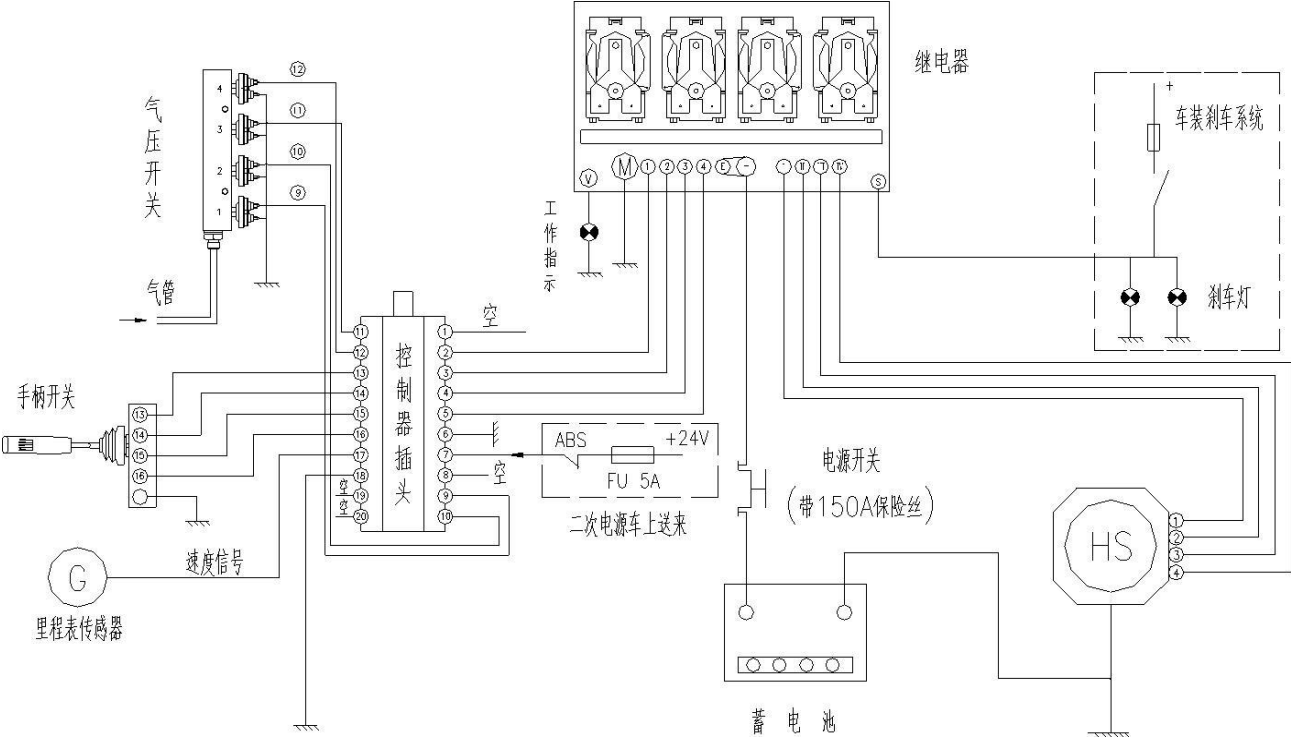 继电器
车装刹车系统
+
刹车灯
气压开关
4
3
2
1
12
11
10
9
气管
V
M
1
2
3
4
E
-
S
工作指示
手柄开关
13
14
15
16
控制器插头
11
12
13
14
15
16
17
18
19
20
1
2
3
4
5
6
7
8
9
10
空
空
空
空
ABS
+24V
FU 5A
二次电源车上送来
电源开关
(带150A保险丝)
HS
1
2
3
4
G
速度信号
里程表传感器
蓄电池